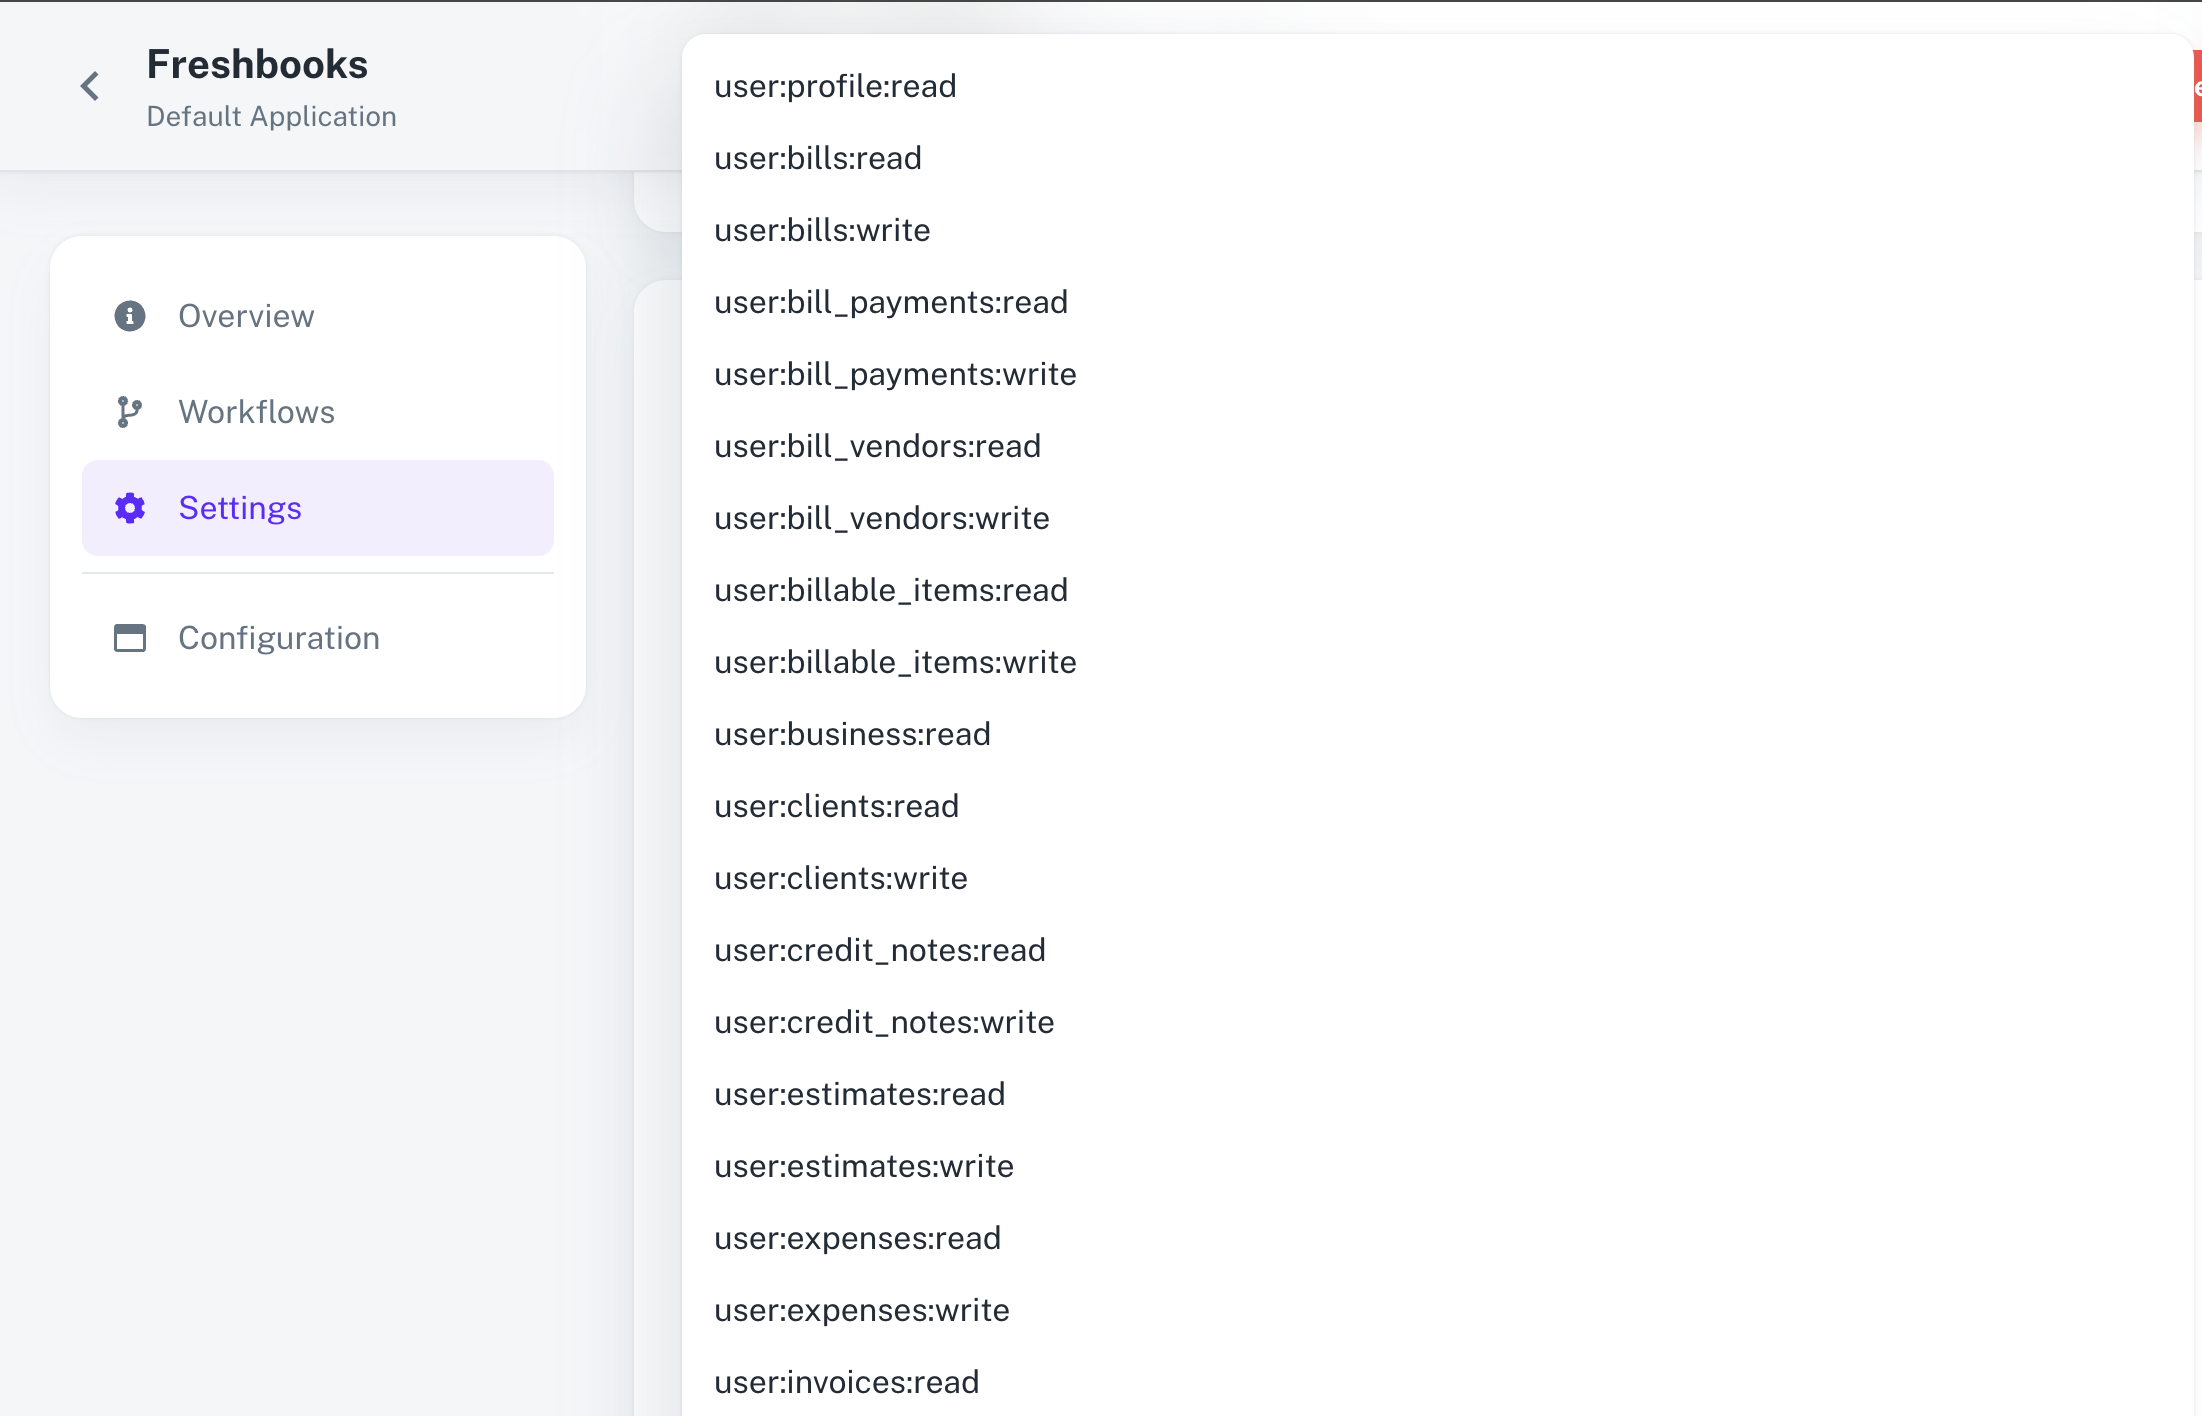 Freshbooks
Default Application
Overview
Workflows
Settings
Configuration
user:profile:read
user:bills:read
user:bills:write
user:bill_payments:read
user:bill_payments:write
user:bill_vendors:read
user:bill_vendors:write
user:billable_items:read
user:billable_items:write
user:business:read
user:clients:read
user:clients:write
user:credit_notes:read
user:credit_notes:write
user:estimates:read
user:estimates:write
user:expenses:read
user:expenses:write
user:invoices:read